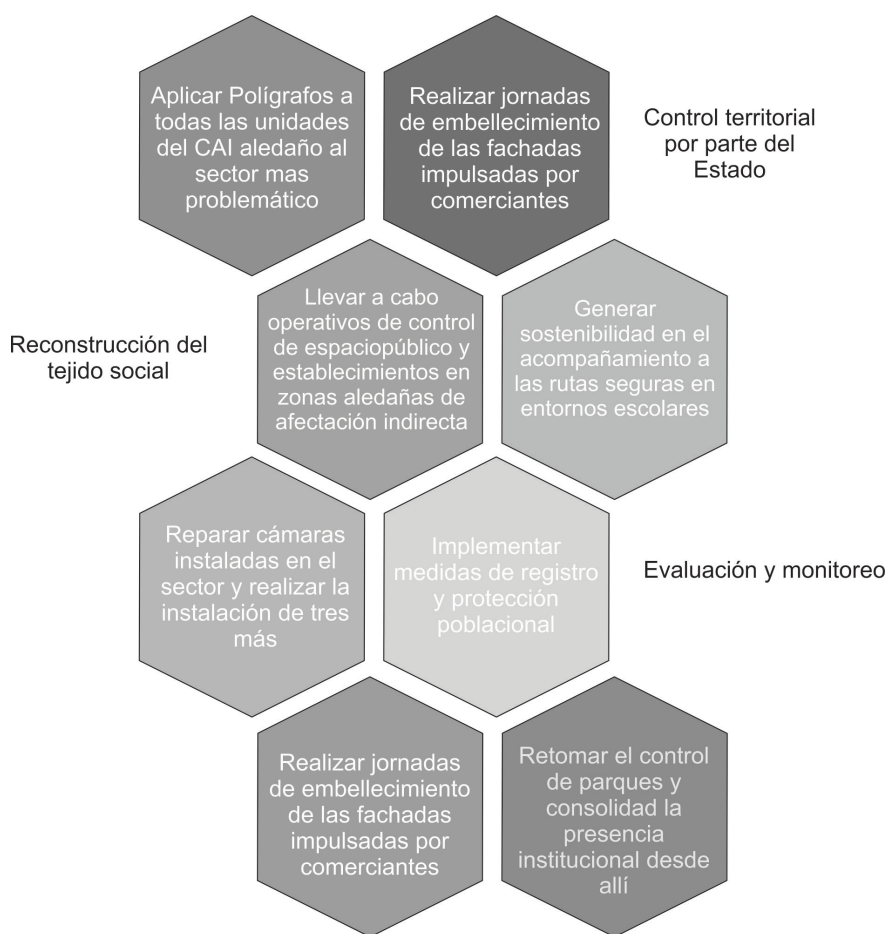 Aplicar Polígrafos a
todas las unidades
del CAI aledaño al
sector mas
problemático
Realizar jornadas
de embellecimiento
de las fachadas
impulsadas por
comerciantes
Control territorial
por parte del
Estado
Reconstrucción del
tejido social
Llevar a cabo
operativos de control
de espaciopúblico y
establecimientos en
zonas aledañas de
afectación indirecta
Generar
sostenibilidad en el
acompañamiento a
las rutas seguras en
entornos escolares
Reparar cámaras
instaladas en el
sector y realizar la
instalación de tres
más
Implementar
medidas de registro
y protección
poblacional
Evaluación y monitoreo
Realizar jornadas
de embellecimiento
de las fachadas
impulsadas por
comerciantes
Retomar el control
de parques y
consolidad la
presencia
institucional desde
allí